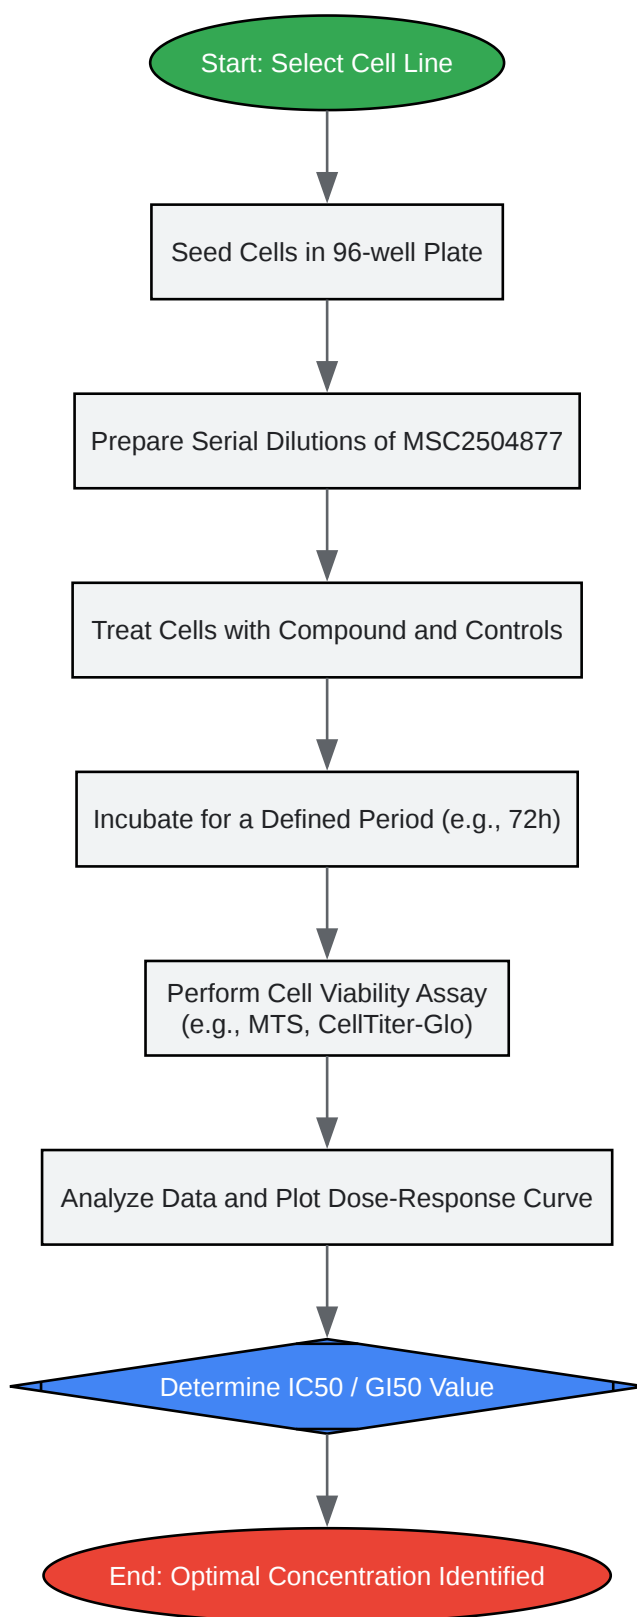 Start: Select Cell Line
Seed Cells in 96-well Plate
Prepare Serial Dilutions of MSC2504877
Treat Cells with Compound and Controls
Incubate for a Defined Period (e.g., 72h)
Perform Cell Viability Assay
(e.g., MTS, CellTiter-Glo)
Analyze Data and Plot Dose-Response Curve
Determine IC50 / GI50 Value
End: Optimal Concentration Identified